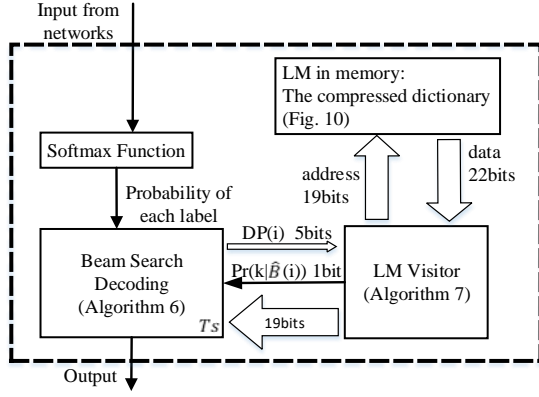 Input from
networks
LM in memory:
The compressed dictionary
(Fig. 10)
Softmax Function
address
19bits
data
22bits
Probability of
each label
DP(i) 5bits
Beam Search
Decoding
(Algorithm 6)
Pr(k|B̂(i)) 1bit
LM Visitor
(Algorithm 7)
Ts
19bits
Output